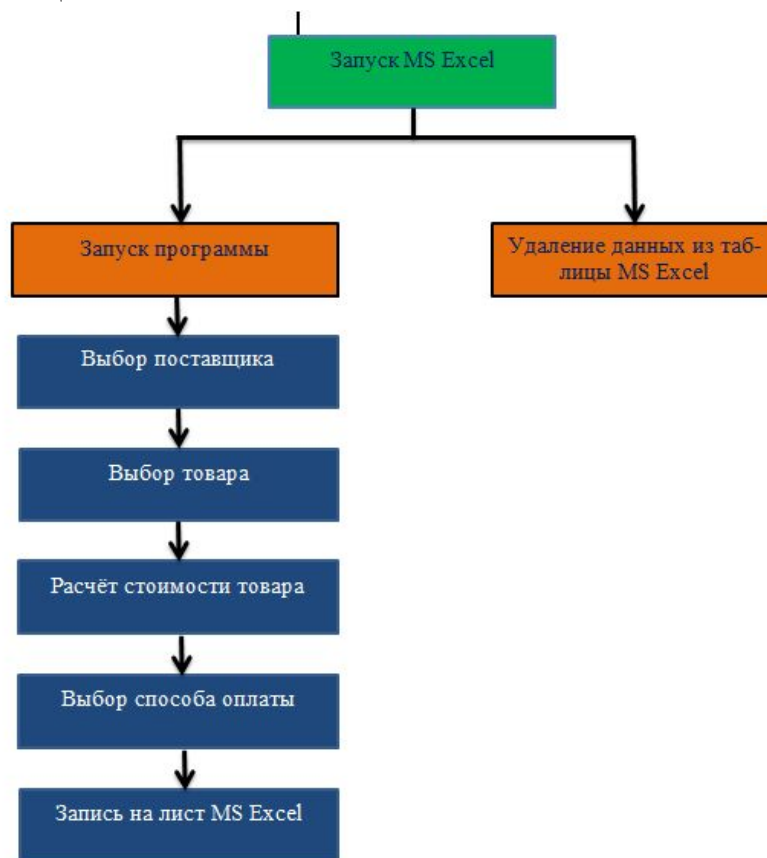 Запуск MS Excel
Запуск программы
Удаление данных из таб-
лицы MS Excel
Выбор поставщика
Выбор товара
Расчёт стоимости товара
Выбор способа оплаты
Запись на лист MS Excel